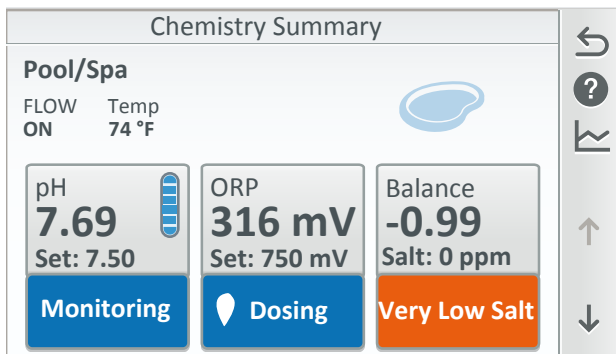 Chemistry Summary
Pool/Spa
FLOW Temp
ON 74 °F
?
pH
7.69
Set: 7.50
Monitoring
ORP
316 mV
Set: 750 mV
Dosing
Balance
-0.99
Salt: 0 ppm
Very Low Salt